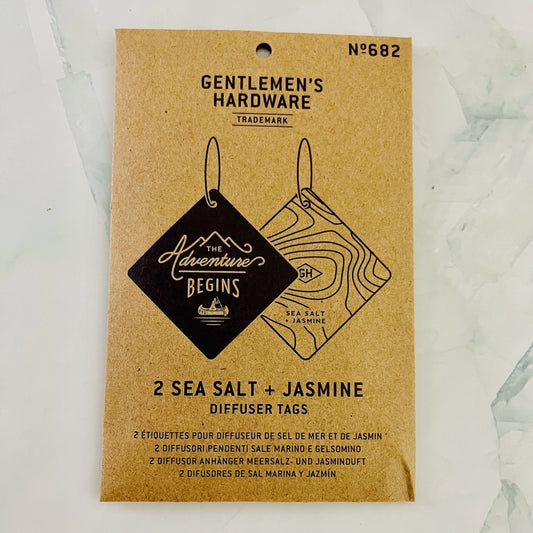 Nº682
GENTLEMEN'S
HARDWARE
TRADEMARK
THE
Adventure
BEGINS
GH
SEA SALT
+ JASMINE
2 SEA SALT + JASMINE
DIFFUSER TAGS
2 ÉTIQUETTES POUR DIFFUSEUR DE SEL DE MER ET DE JASMIN
2 DIFFUSORI PENDENTI SALE MARINO E GELSOMINO
2 DIFFUSOR ANHÄNGER MEERSALZ- UND JASMINDUFT
2 DIFUSORES DE SAL MARINA Y JAZMÍN